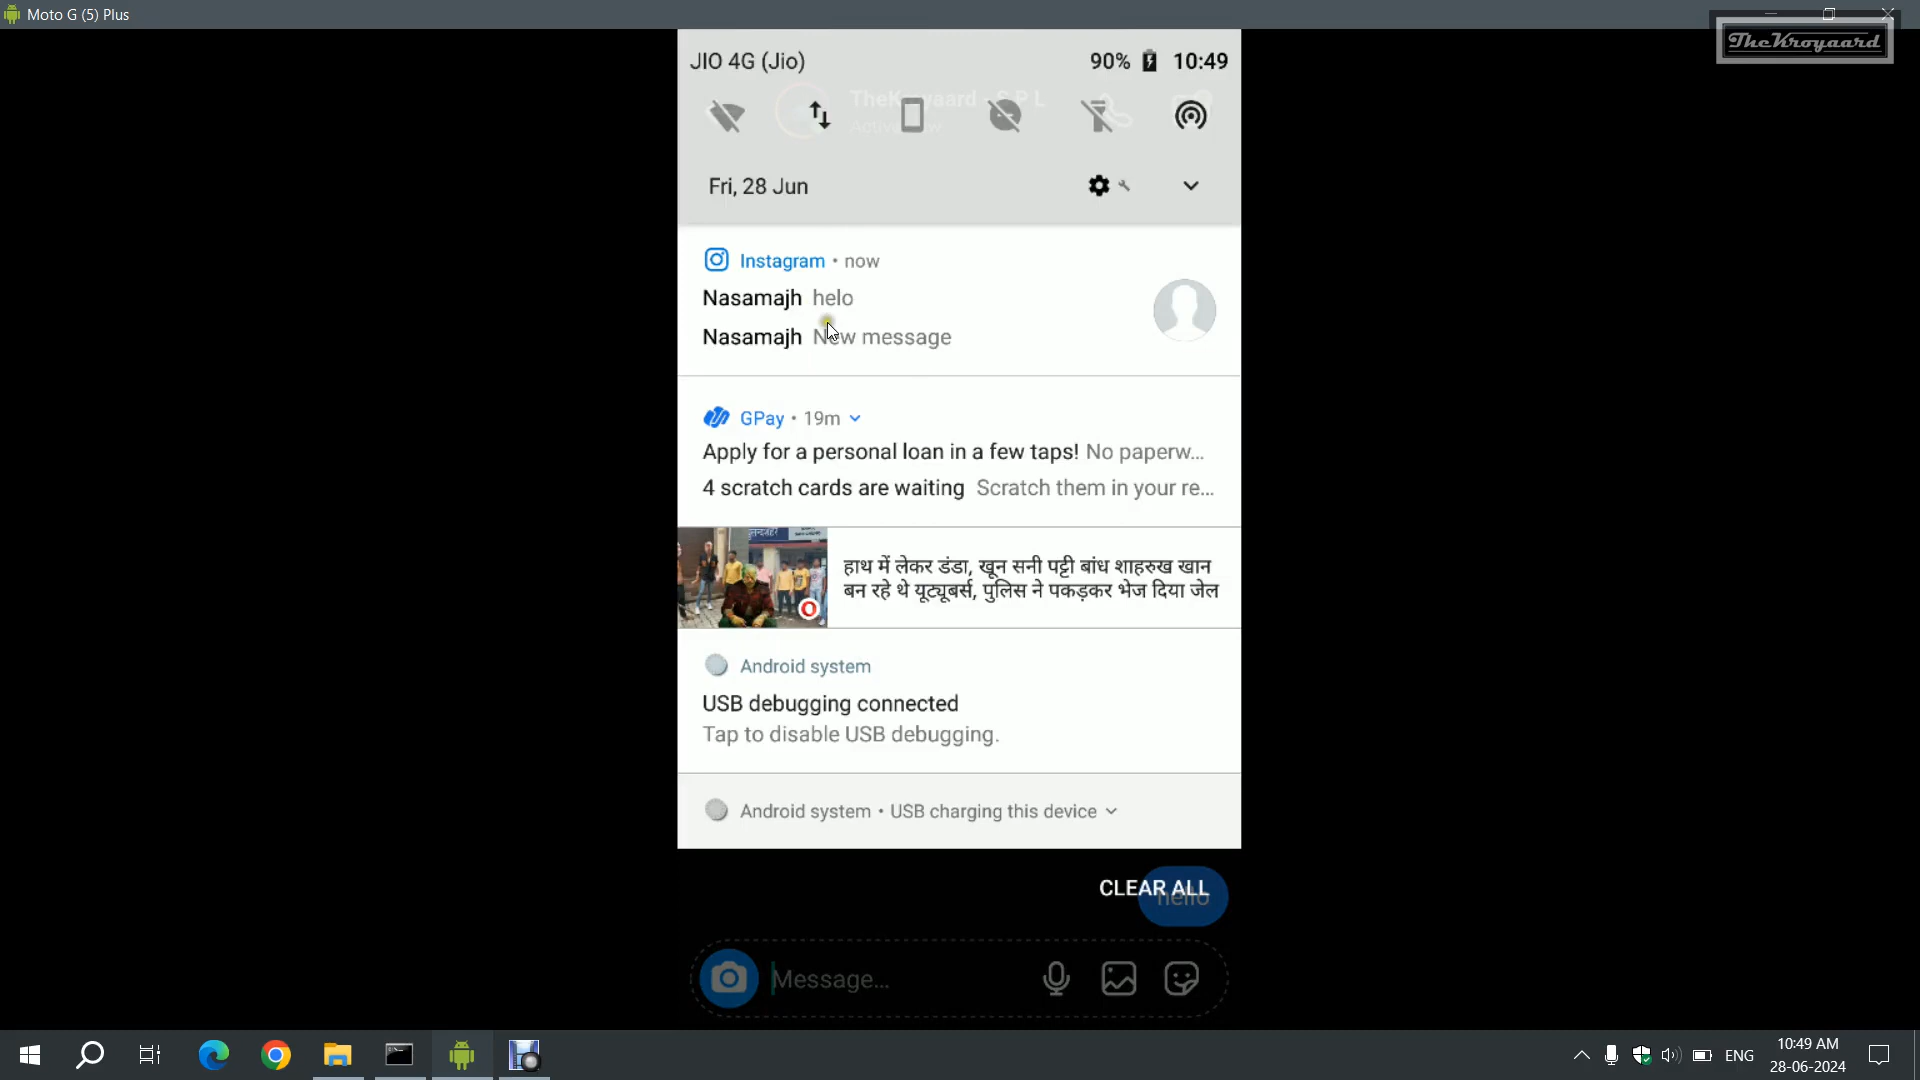 Moto G (5) Plus
TheKroyaard
JIO 4G (Jio) 90% 10:49
TheKroyaard - S P L
Active now
Fri, 28 Jun
Instagram • now
Nasamajh helo
Nasamajh New message
GPay • 19m
Apply for a personal loan in a few taps! No paperw...
4 scratch cards are waiting Scratch them in your re...
हाथ में लेकर डंडा, खून सनी पट्टी बांध शाहरुख खान
बन रहे थे यूट्यूबर्स, पुलिस ने पकड़कर भेज दिया जेल
Android system
USB debugging connected
Tap to disable USB debugging.
Android system • USB charging this device
CLEAR ALL
hello
Message...
ENG
10:49 AM
28-06-2024